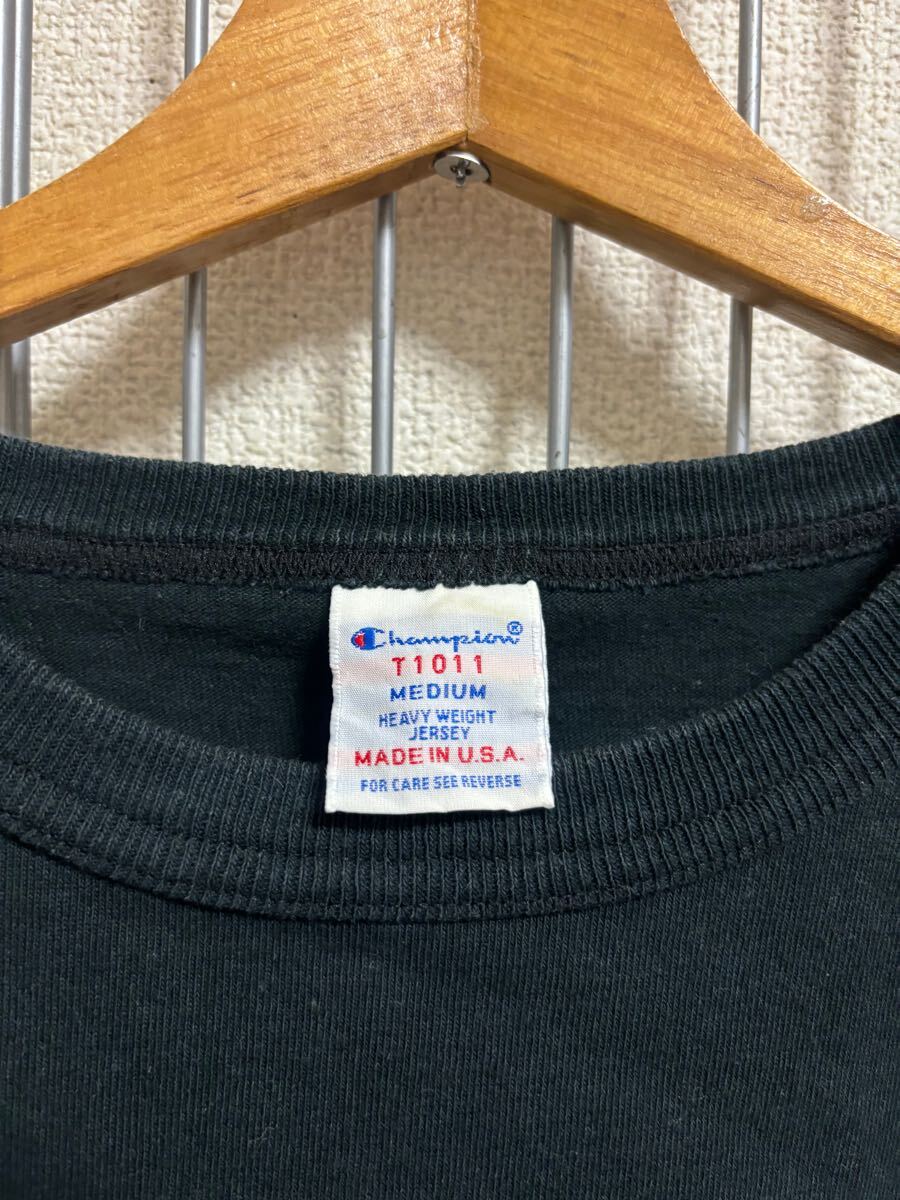 Champion®
T1011
MEDIUM
HEAVY WEIGHT
JERSEY
MADE IN U.S.A.
FOR CARE SEE REVERSE